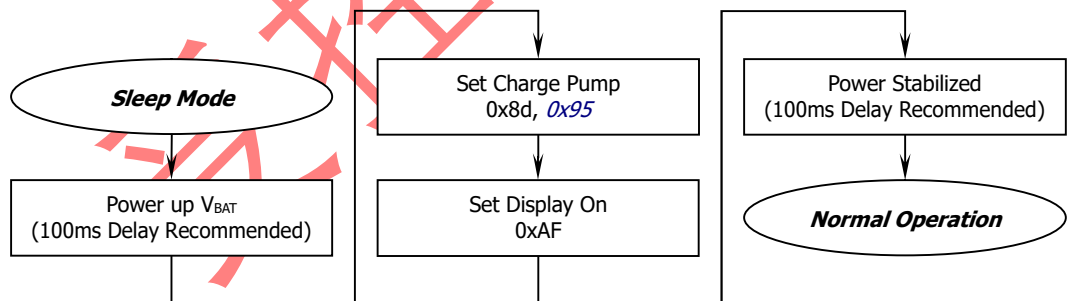 Sleep Mode
Power up VBAT
(100ms Delay Recommended)
Set Charge Pump
0x8d, 0x95
Set Display On
0xAF
Power Stabilized
(100ms Delay Recommended)
Normal Operation